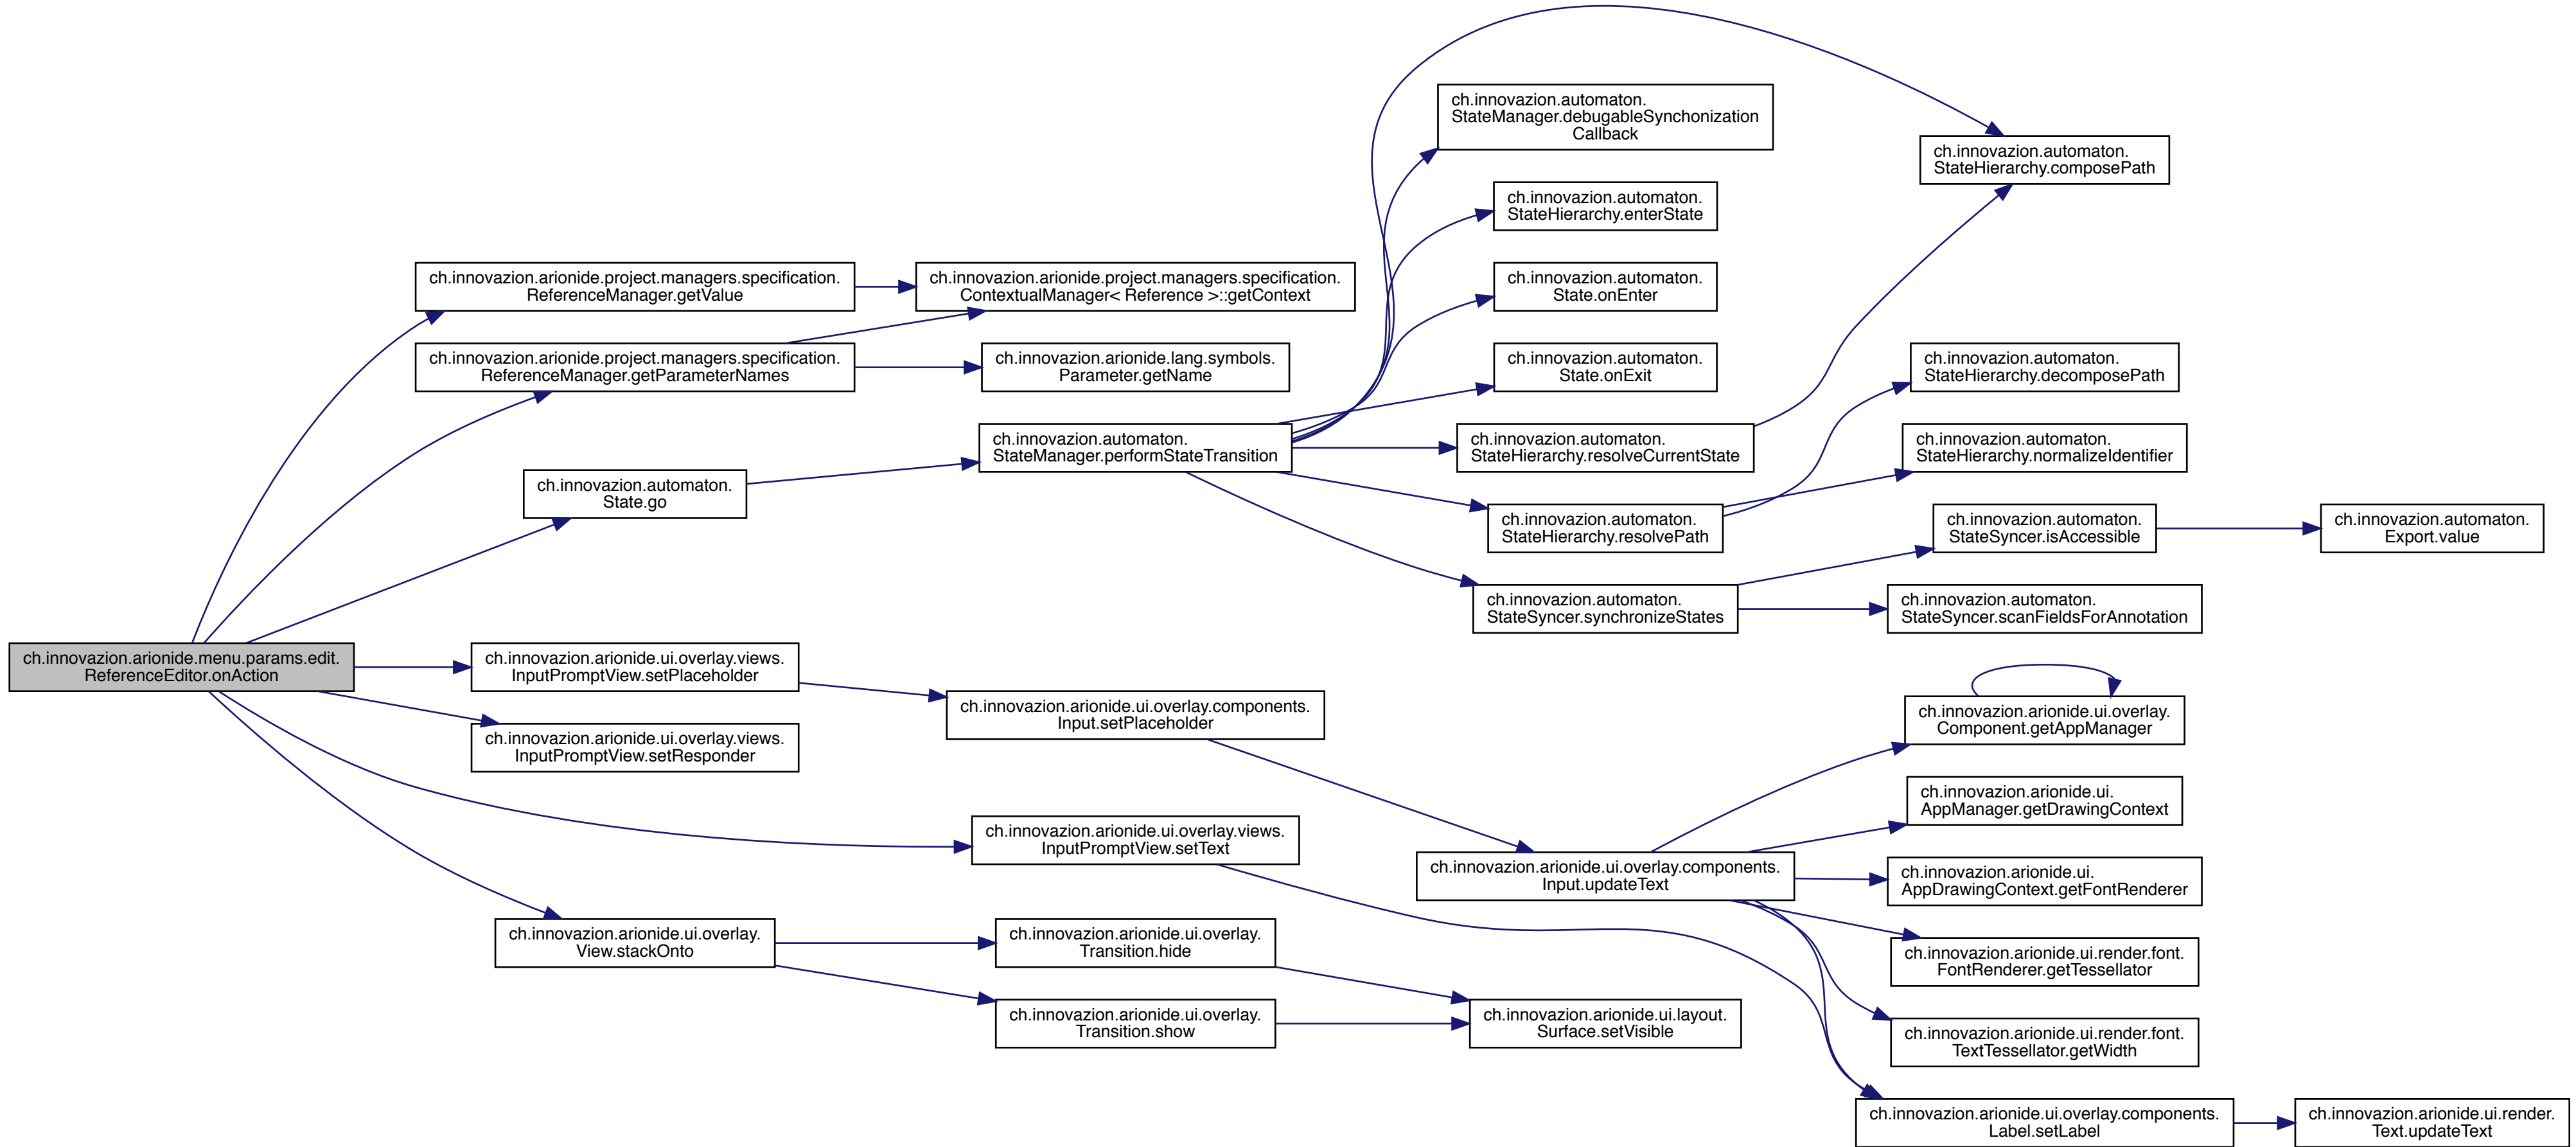 ch.innovazion.arionide.menu.params.edit.
ReferenceEditor.onAction
ch.innovazion.arionide.project.managers.specification.
ReferenceManager.getValue
ch.innovazion.arionide.project.managers.specification.
ContextualManager< Reference >::getContext
ch.innovazion.arionide.project.managers.specification.
ReferenceManager.getParameterNames
ch.innovazion.arionide.lang.symbols.
Parameter.getName
ch.innovazion.automaton.
State.go
ch.innovazion.automaton.
StateManager.performStateTransition
ch.innovazion.automaton.
StateManager.debugableSynchonization
Callback
ch.innovazion.automaton.
StateHierarchy.composePath
ch.innovazion.automaton.
StateHierarchy.enterState
ch.innovazion.automaton.
State.onEnter
ch.innovazion.automaton.
State.onExit
ch.innovazion.automaton.
StateHierarchy.resolveCurrentState
ch.innovazion.automaton.
StateHierarchy.resolvePath
ch.innovazion.automaton.
StateHierarchy.decomposePath
ch.innovazion.automaton.
StateHierarchy.normalizeIdentifier
ch.innovazion.automaton.
StateSyncer.synchronizeStates
ch.innovazion.automaton.
StateSyncer.isAccessible
ch.innovazion.automaton.
Export.value
ch.innovazion.automaton.
StateSyncer.scanFieldsForAnnotation
ch.innovazion.arionide.ui.overlay.views.
InputPromptView.setPlaceholder
ch.innovazion.arionide.ui.overlay.components.
Input.setPlaceholder
ch.innovazion.arionide.ui.overlay.views.
InputPromptView.setResponder
ch.innovazion.arionide.ui.overlay.views.
InputPromptView.setText
ch.innovazion.arionide.ui.overlay.components.
Input.updateText
ch.innovazion.arionide.ui.overlay.
Component.getAppManager
ch.innovazion.arionide.ui.
AppManager.getDrawingContext
ch.innovazion.arionide.ui.
AppDrawingContext.getFontRenderer
ch.innovazion.arionide.ui.render.font.
FontRenderer.getTessellator
ch.innovazion.arionide.ui.render.font.
TextTessellator.getWidth
ch.innovazion.arionide.ui.overlay.components.
Label.setLabel
ch.innovazion.arionide.ui.render.
Text.updateText
ch.innovazion.arionide.ui.overlay.
View.stackOnto
ch.innovazion.arionide.ui.overlay.
Transition.hide
ch.innovazion.arionide.ui.overlay.
Transition.show
ch.innovazion.arionide.ui.layout.
Surface.setVisible